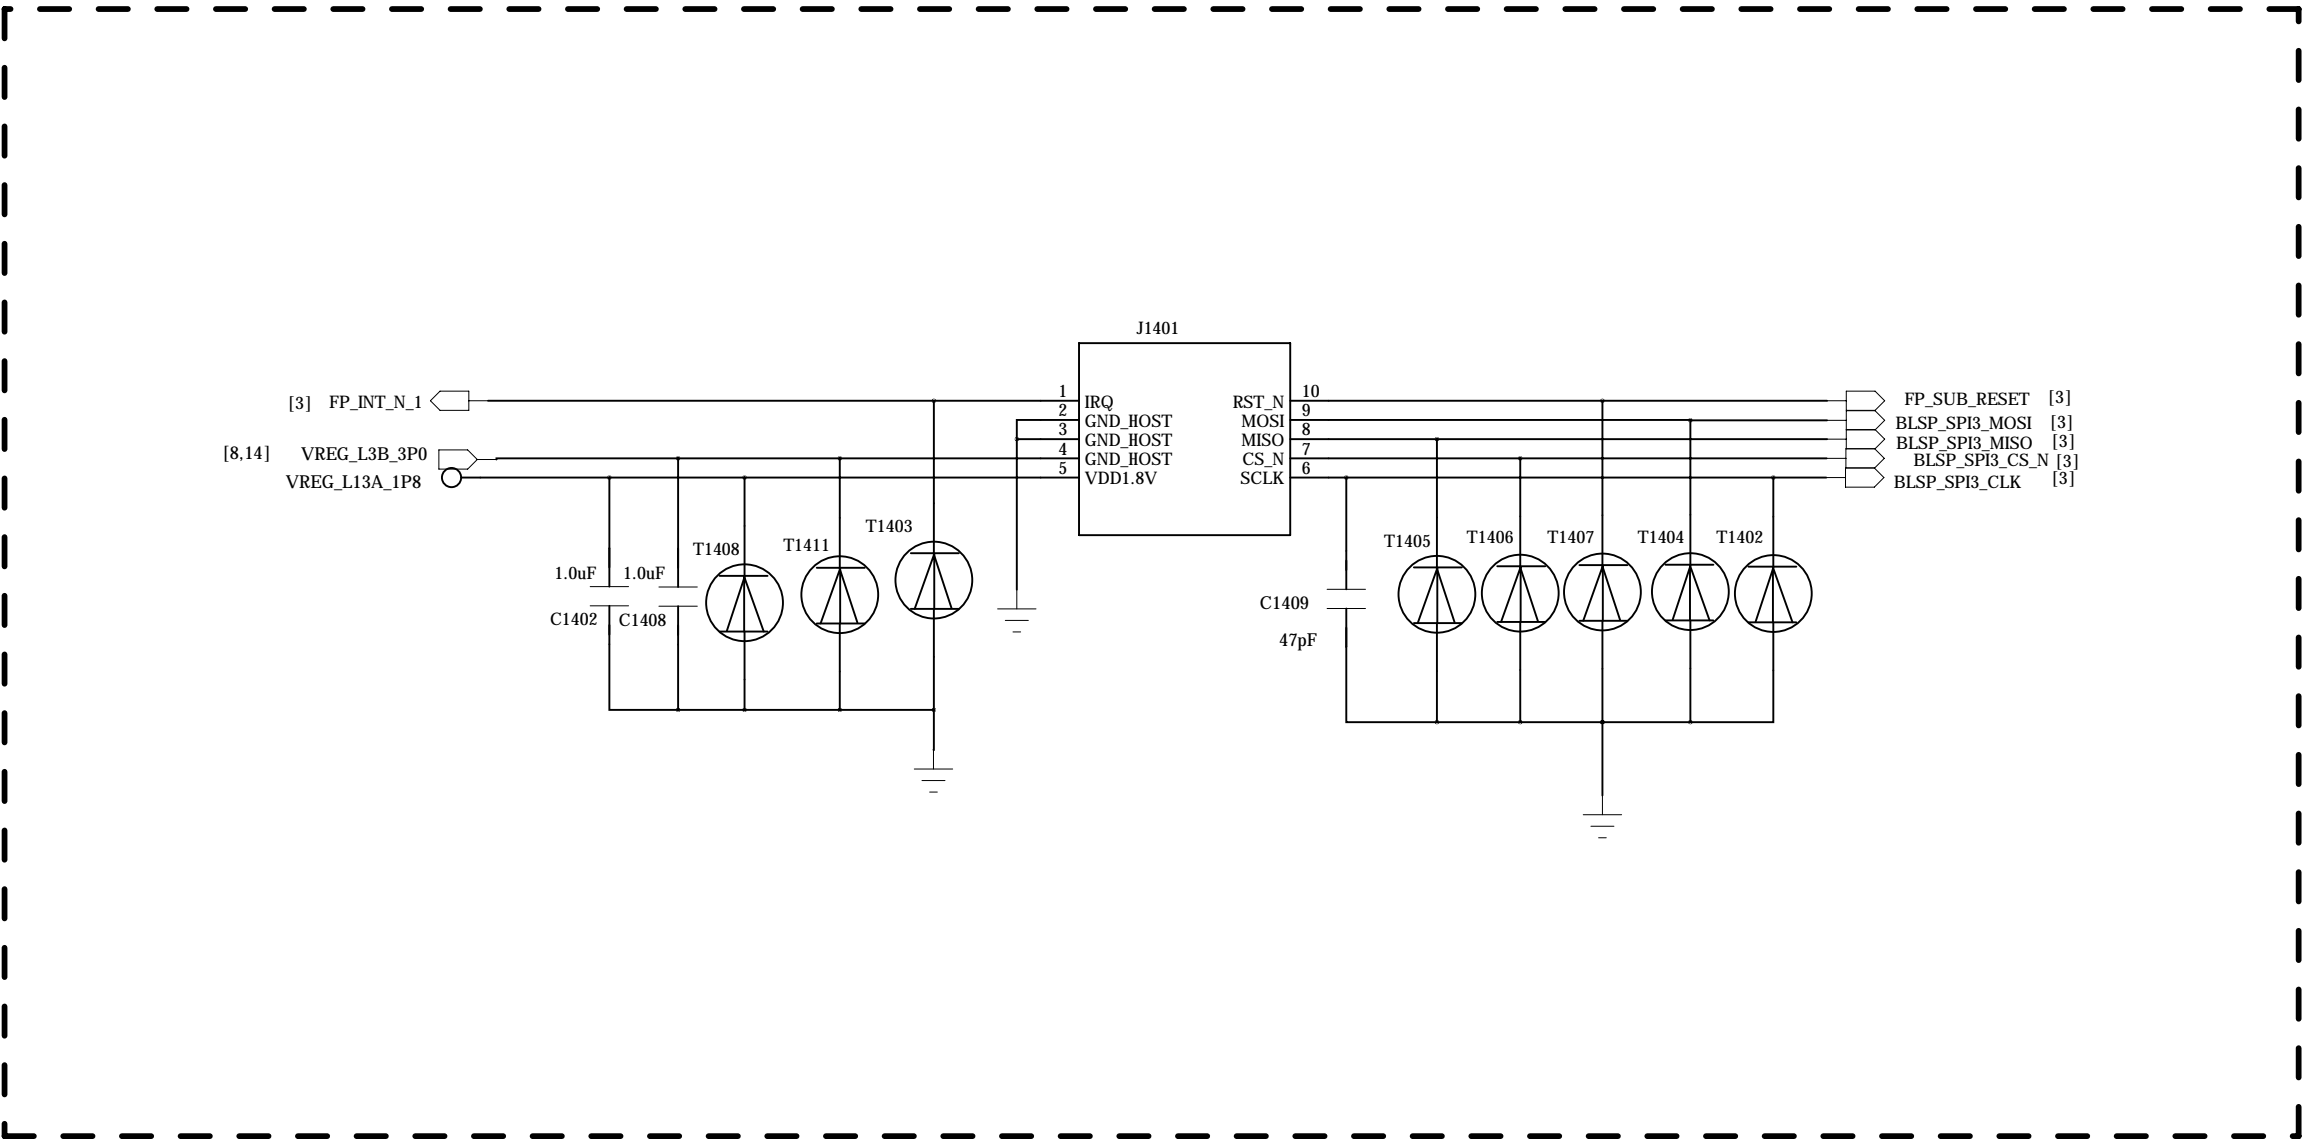 J1401
[3] FP_INT_N_1
[8,14] VREG_L3B_3P0
VREG_L13A_1P8
1
2
3
4
5
IRQ
GND_HOST
GND_HOST
GND_HOST
VDD1.8V
RST_N
MOSI
MISO
CS_N
SCLK
10
9
8
7
6
FP_SUB_RESET [3]
BLSP_SPI3_MOSI [3]
BLSP_SPI3_MISO [3]
BLSP_SPI3_CS_N [3]
BLSP_SPI3_CLK [3]
1.0uF
C1402
1.0uF
C1408
T1408
T1411
T1403
C1409
47pF
T1405
T1406
T1407
T1404
T1402